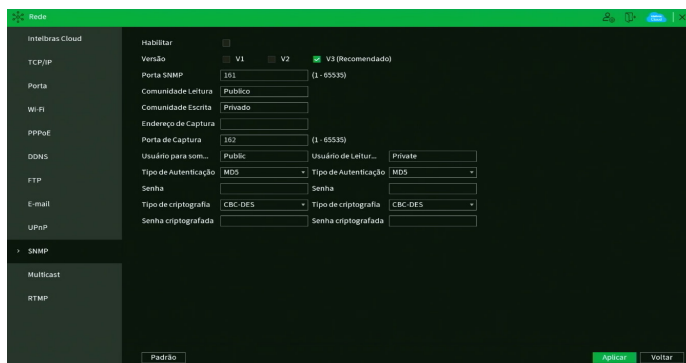 Rede
Intelbras Cloud
TCP/IP
Porta
Wi-Fi
PPPoE
DDNS
FTP
E-mail
UPnP
SNMP
Multicast
RTMP
Habilitar
Versão V1 V2 V3 (Recomendado)
Porta SNMP 161 (1 - 65535)
Comunidade Leitura Publico
Comunidade Escrita Privado
Endereço de Captura
Porta de Captura 162 (1 - 65535)
Usuário para som... Public Usuário de Leitur... Private
Tipo de Autenticação MD5 Tipo de Autenticação MD5
Senha Senha
Tipo de criptografia CBC-DES Tipo de criptografia CBC-DES
Senha criptografada Senha criptografada
Padrão Aplicar Voltar